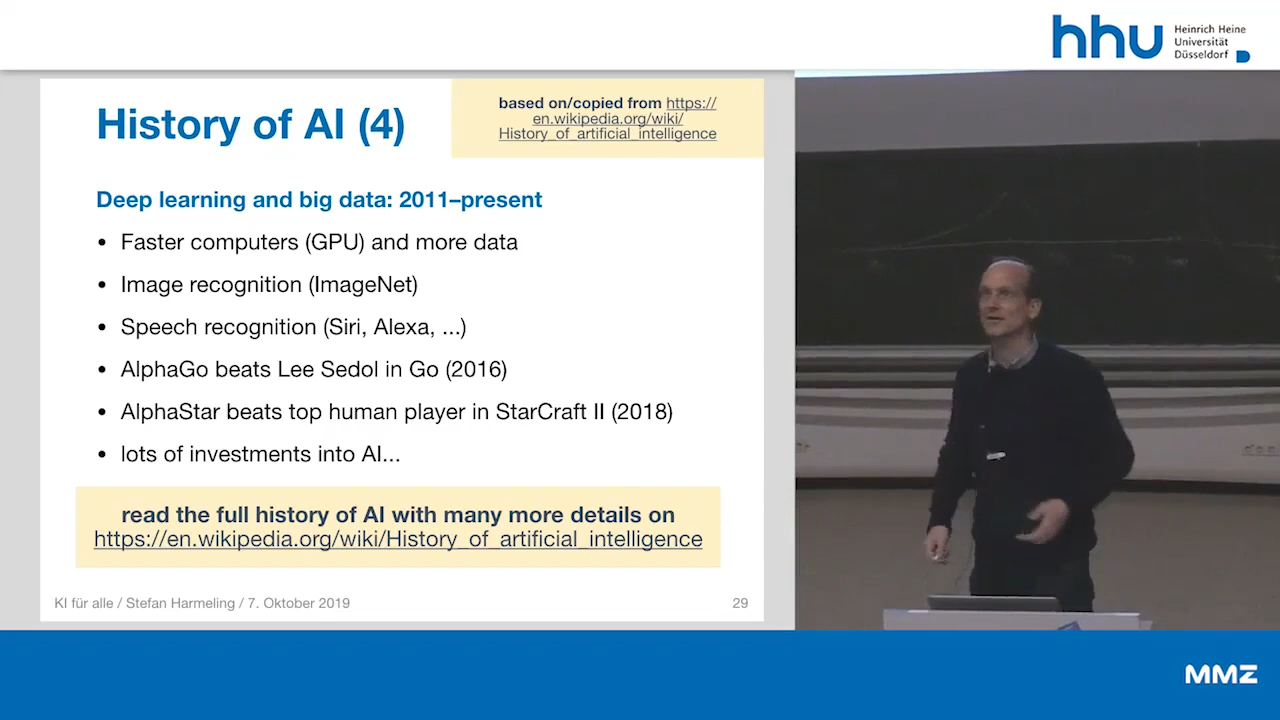 hhu
Heinrich Heine
Universität
Düsseldorf
History of AI (4)
based on/copied from https://
en.wikipedia.org/wiki/
History_of_artificial_intelligence
Deep learning and big data: 2011–present
• Faster computers (GPU) and more data
• Image recognition (ImageNet)
• Speech recognition (Siri, Alexa, ...)
• AlphaGo beats Lee Sedol in Go (2016)
• AlphaStar beats top human player in StarCraft II (2018)
• lots of investments into AI...
read the full history of AI with many more details on
https://en.wikipedia.org/wiki/History_of_artificial_intelligence
KI für alle / Stefan Harmeling / 7. Oktober 2019
29
MMZ